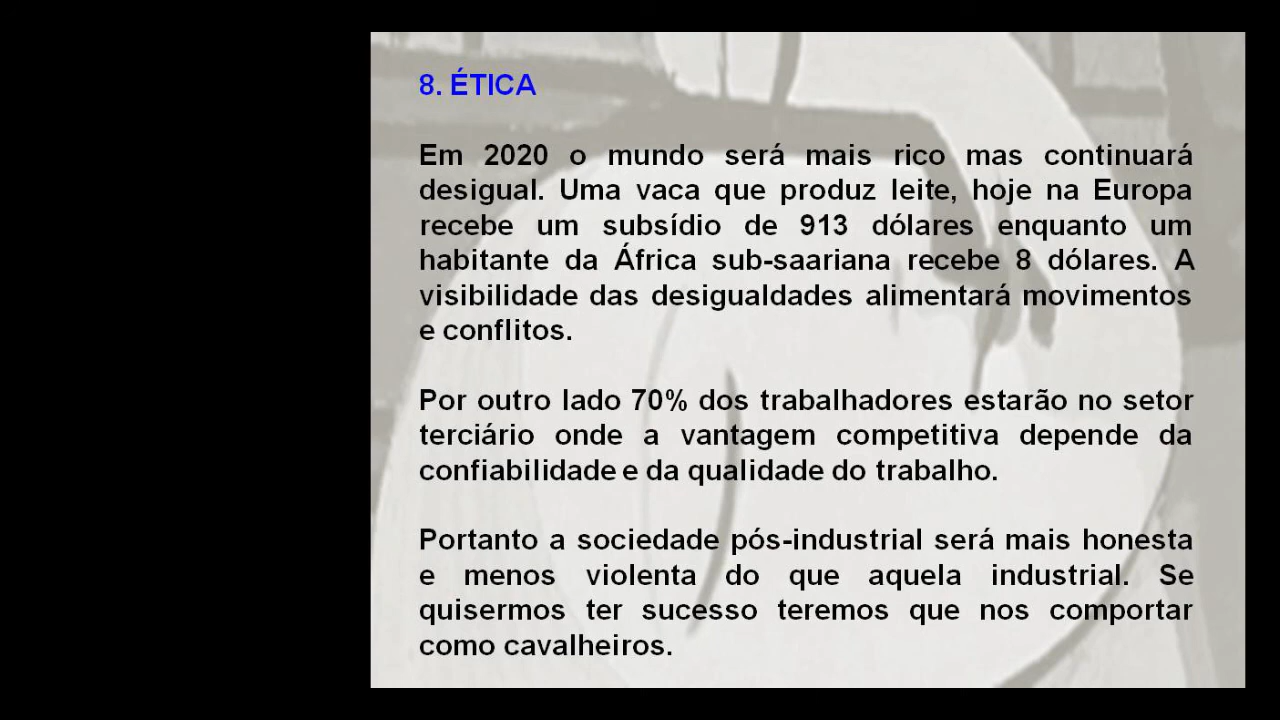 8. ÉTICA
Em 2020 o mundo será mais rico mas continuará
desigual. Uma vaca que produz leite, hoje na Europa
recebe um subsídio de 913 dólares enquanto um
habitante da África sub-saariana recebe 8 dólares. A
visibilidade das desigualdades alimentará movimentos
e conflitos.
Por outro lado 70% dos trabalhadores estarão no setor
terciário onde a vantagem competitiva depende da
confiabilidade e da qualidade do trabalho.
Portanto a sociedade pós-industrial será mais honesta
e menos violenta do que aquela industrial. Se
quisermos ter sucesso teremos que nos comportar
como cavalheiros.